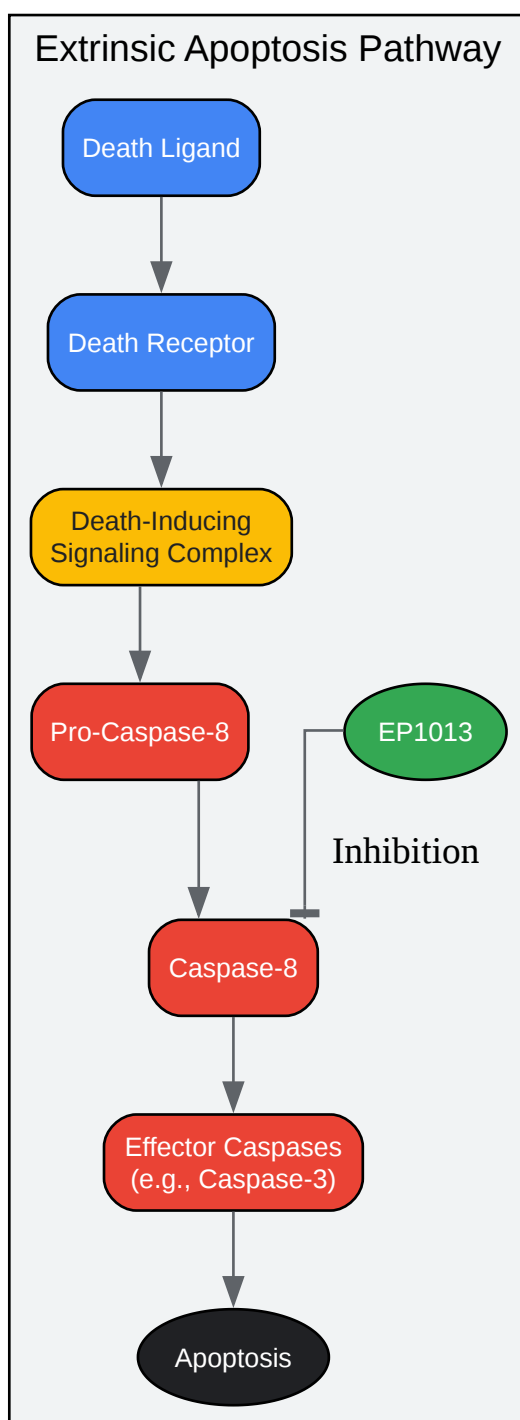 Extrinsic Apoptosis Pathway
Death Ligand
Death Receptor
Death-Inducing
Signaling Complex
Pro-Caspase-8
EP1013
Inhibition
Caspase-8
Effector Caspases
(e.g., Caspase-3)
Apoptosis